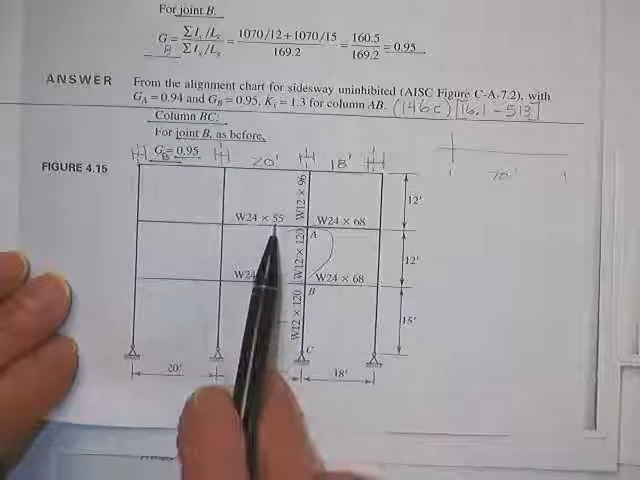 For joint B,
G = ΣIc/Lc / ΣIg/Lg = 1070/12 + 1070/15 / 169.2 = 160.5 / 169.2 = 0.95
B
ANSWER From the alignment chart for sidesway uninhibited (AISC Figure C-A-7.2), with
GA = 0.94 and GB = 0.95, Kx = 1.3 for column AB. (146c) [16.1-513]
Column BC:
For joint B, as before,
G = 0.95
B
FIGURE 4.15
20'
18'
W12 × 96
12'
W24 × 55
W24 × 68
A
W12 × 120
12'
W24
W24 × 68
B
W12 × 120
15'
C
20'
18'